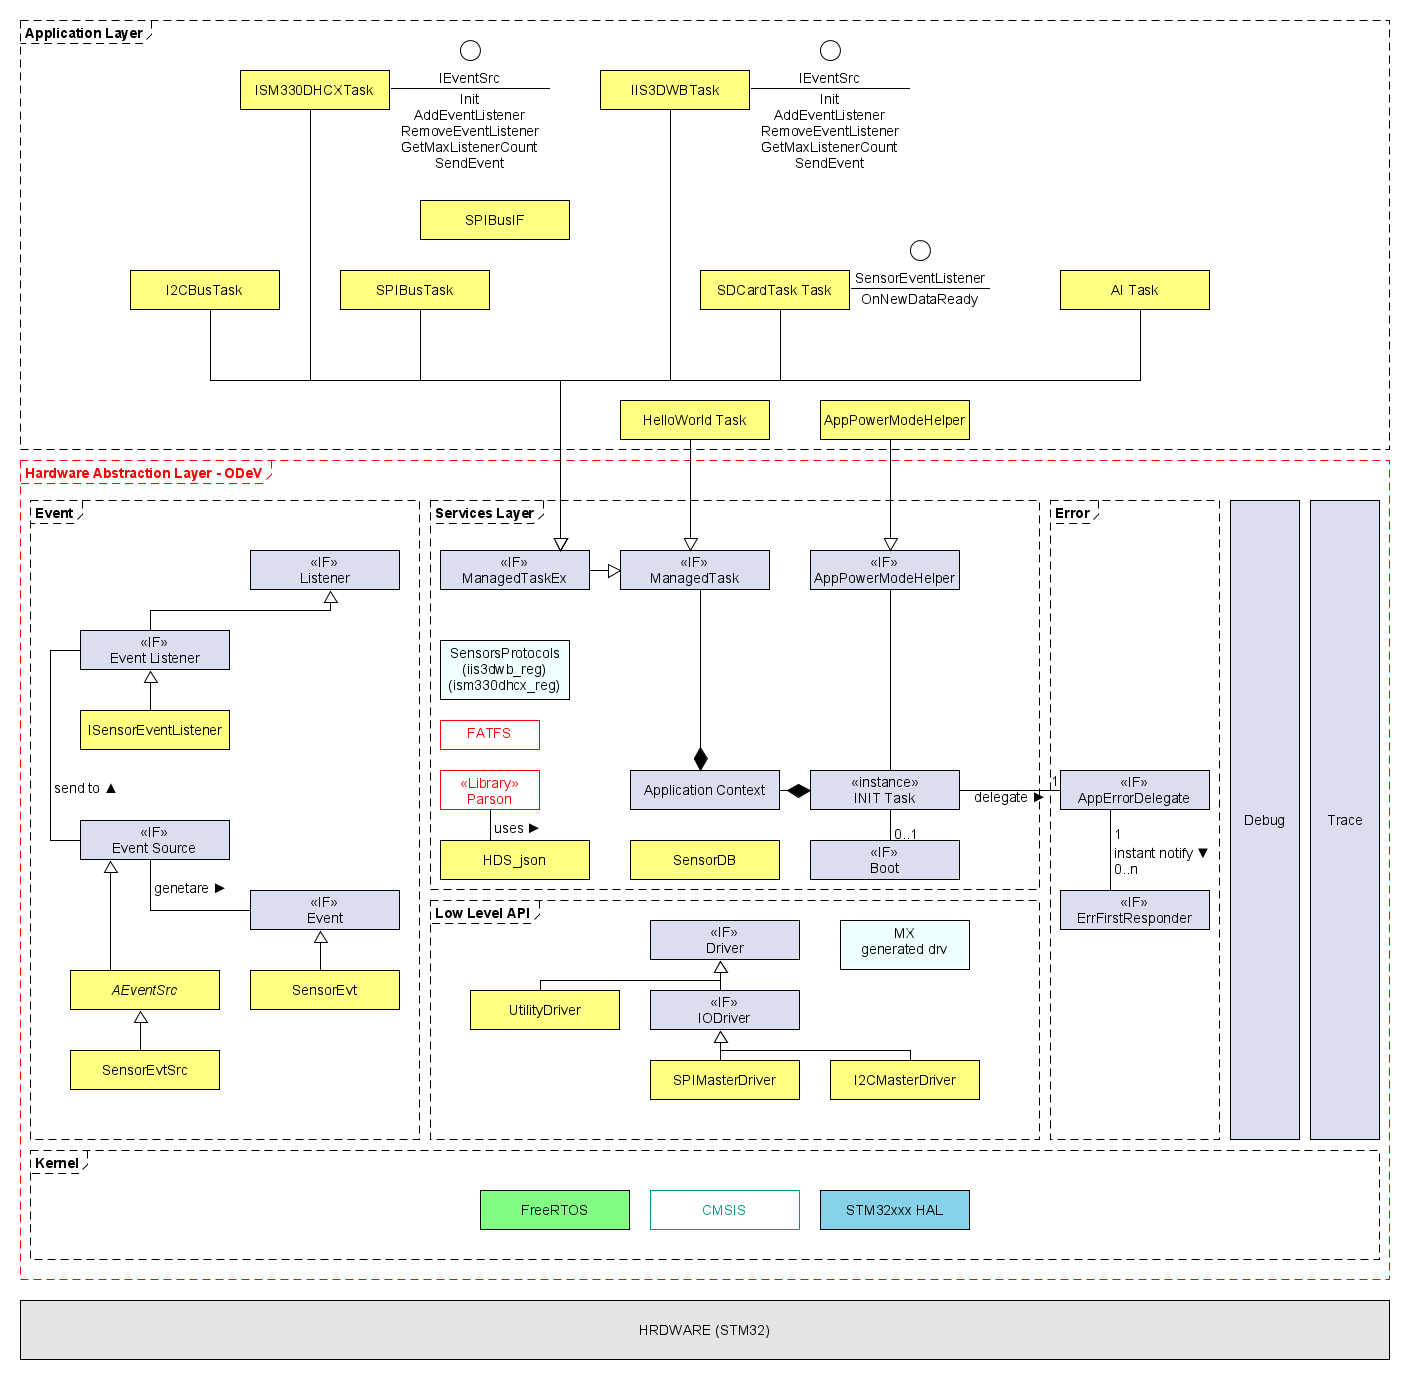 Application Layer
ISM330DHCXTask
IEventSrc
Init
AddEventListener
RemoveEventListener
GetMaxListenerCount
SendEvent
IIS3DWBTask
IEventSrc
Init
AddEventListener
RemoveEventListener
GetMaxListenerCount
SendEvent
SPIBusIF
I2CBusTask
SPIBusTask
SDCardTask Task
SensorEventListener
OnNewDataReady
AI Task
HelloWorld Task
AppPowerModeHelper
Hardware Abstraction Layer - ODeV
Event
«IF»
Listener
«IF»
Event Listener
ISensorEventListener
send to ▲
«IF»
Event Source
genetare ►
«IF»
Event
AEventSrc
SensorEvt
SensorEvtSrc
Services Layer
«IF»
ManagedTaskEx
«IF»
ManagedTask
«IF»
AppPowerModeHelper
SensorsProtocols
(iis3dwb_reg)
(ism330dhcx_reg)
FATFS
«Library»
Parson
uses ►
HDS_json
Application Context
«instance»
INIT Task
delegate ►
1
0..1
SensorDB
«IF»
Boot
Low Level API
«IF»
Driver
MX
generated drv
UtilityDriver
«IF»
IODriver
SPIMasterDriver
I2CMasterDriver
Error
«IF»
AppErrorDelegate
1
instant notify ▼
0..n
«IF»
ErrFirstResponder
Debug
Trace
Kernel
FreeRTOS
CMSIS
STM32xxx HAL
HRDWARE (STM32)